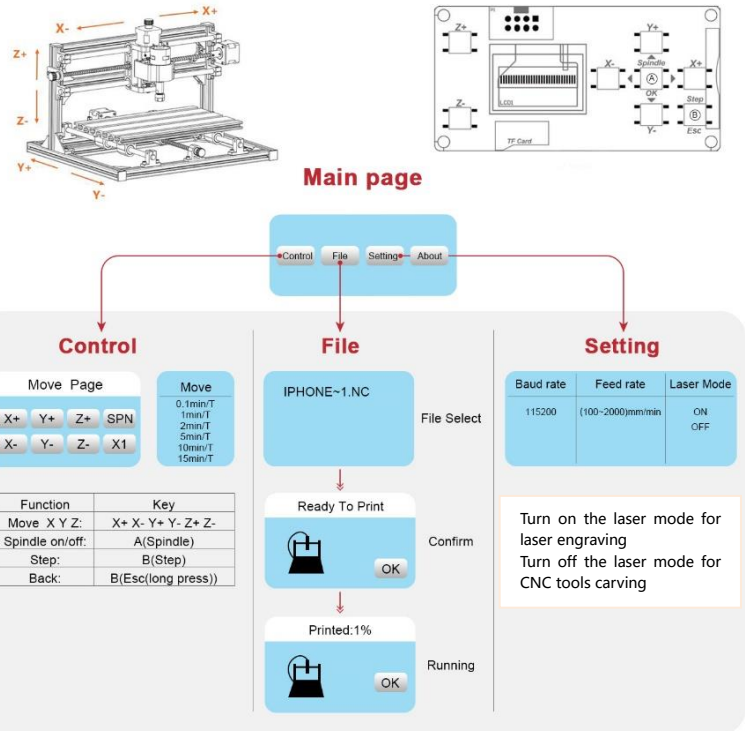 X-
X+
Z+
Z-
Y+
Y-
Z+
Y+
X-
Spindle
X+
A
OK
Z-
LCD1
Step
B
Y-
Esc
TF Card
Main page
Control
File
Setting
About
Control
Move Page
X+ Y+ Z+ SPN
X- Y- Z- X1
Move
0.1min/T
1min/T
2min/T
5min/T
10min/T
15min/T
Function Key
Move X Y Z: X+ X- Y+ Y- Z+ Z-
Spindle on/off: A(Spindle)
Step: B(Step)
Back: B(Esc(long press))
File
IPHONE~1.NC
File Select
Ready To Print
Confirm
OK
Printed:1%
Running
OK
Setting
Baud rate Feed rate Laser Mode
115200 (100~2000)mm/min ON
OFF
Turn on the laser mode for
laser engraving
Turn off the laser mode for
CNC tools carving